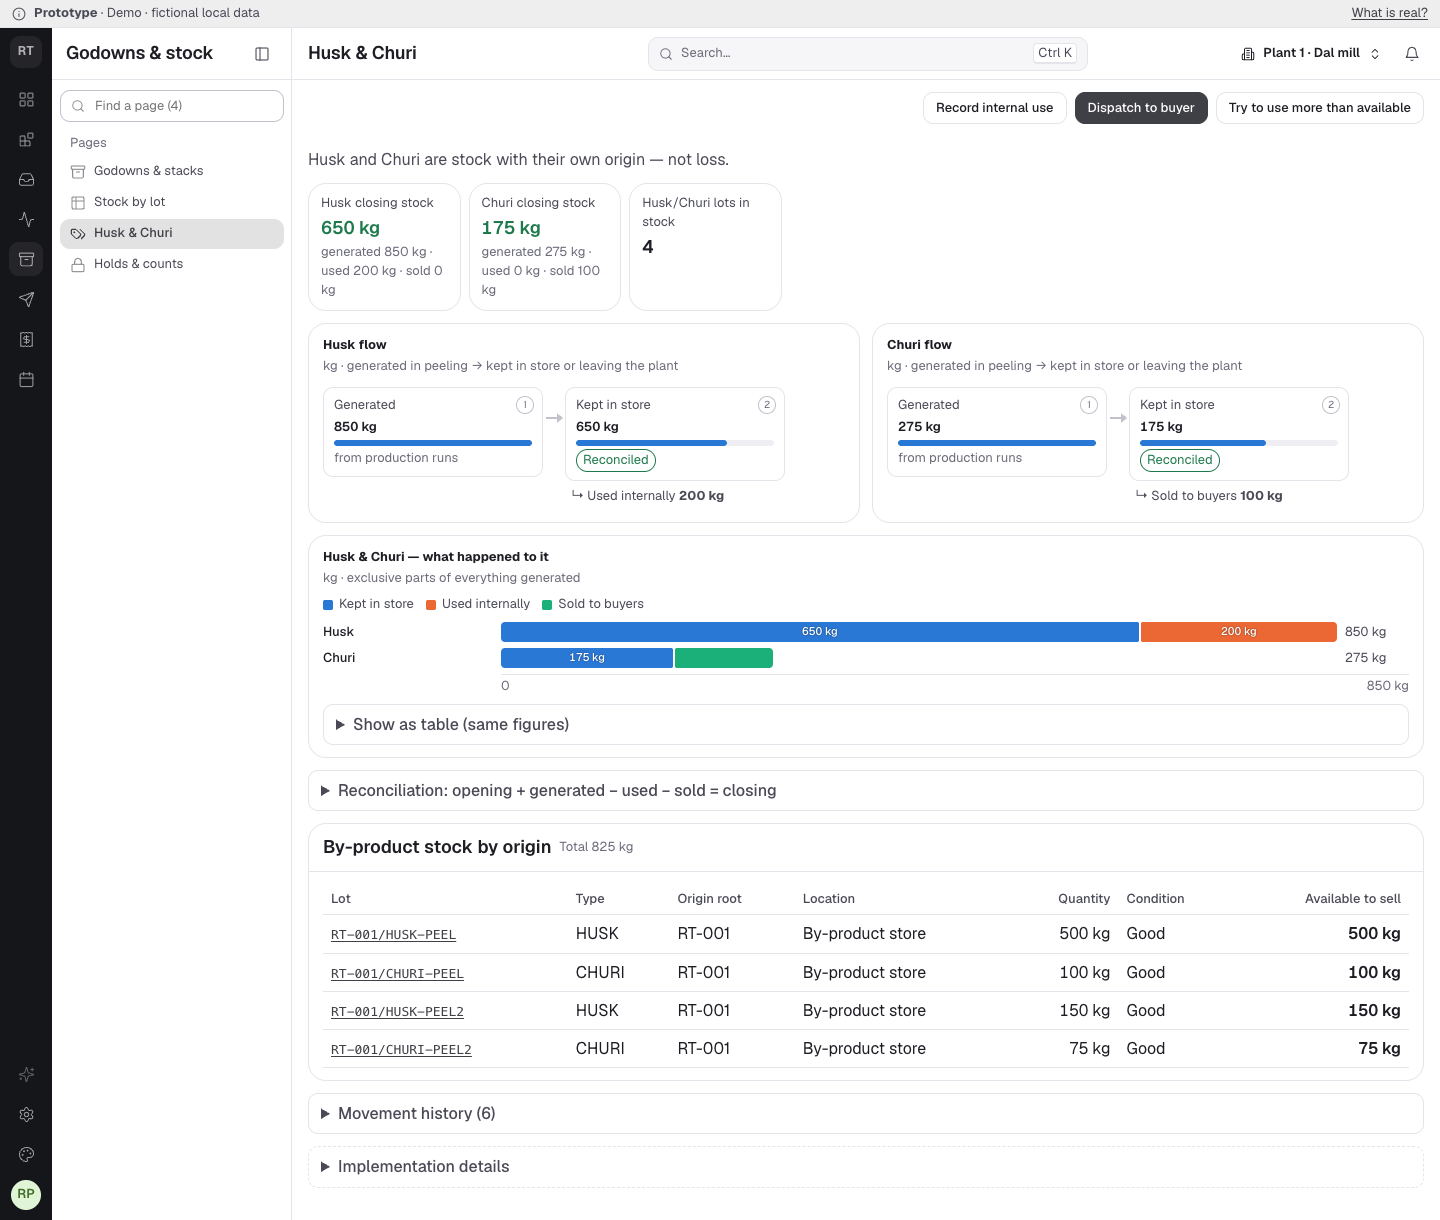 Prototype · Demo · fictional local data
What is real?
RT
Godowns & stock
Husk & Churi
Search...
Ctrl K
Plant 1 · Dal mill
Find a page (4)
Pages
Godowns & stacks
Stock by lot
Husk & Churi
Holds & counts
Record internal use
Dispatch to buyer
Try to use more than available
Husk and Churi are stock with their own origin — not loss.
Husk closing stock
650 kg
generated 850 kg ·
used 200 kg · sold 0
kg
Churi closing stock
175 kg
generated 275 kg ·
used 0 kg · sold 100
kg
Husk/Churi lots in
stock
4
Husk flow
kg · generated in peeling → kept in store or leaving the plant
Generated
1
850 kg
from production runs
Kept in store
2
650 kg
Reconciled
↳ Used internally 200 kg
Churi flow
kg · generated in peeling → kept in store or leaving the plant
Generated
1
275 kg
from production runs
Kept in store
2
175 kg
Reconciled
↳ Sold to buyers 100 kg
Husk & Churi — what happened to it
kg · exclusive parts of everything generated
Kept in store Used internally Sold to buyers
Husk 650 kg 200 kg 850 kg
Churi 175 kg 275 kg
0 850 kg
Show as table (same figures)
Reconciliation: opening + generated − used − sold = closing
By-product stock by origin Total 825 kg
Lot Type Origin root Location Quantity Condition Available to sell
RT-001/HUSK-PEEL HUSK RT-001 By-product store 500 kg Good 500 kg
RT-001/CHURI-PEEL CHURI RT-001 By-product store 100 kg Good 100 kg
RT-001/HUSK-PEEL2 HUSK RT-001 By-product store 150 kg Good 150 kg
RT-001/CHURI-PEEL2 CHURI RT-001 By-product store 75 kg Good 75 kg
Movement history (6)
Implementation details
RP